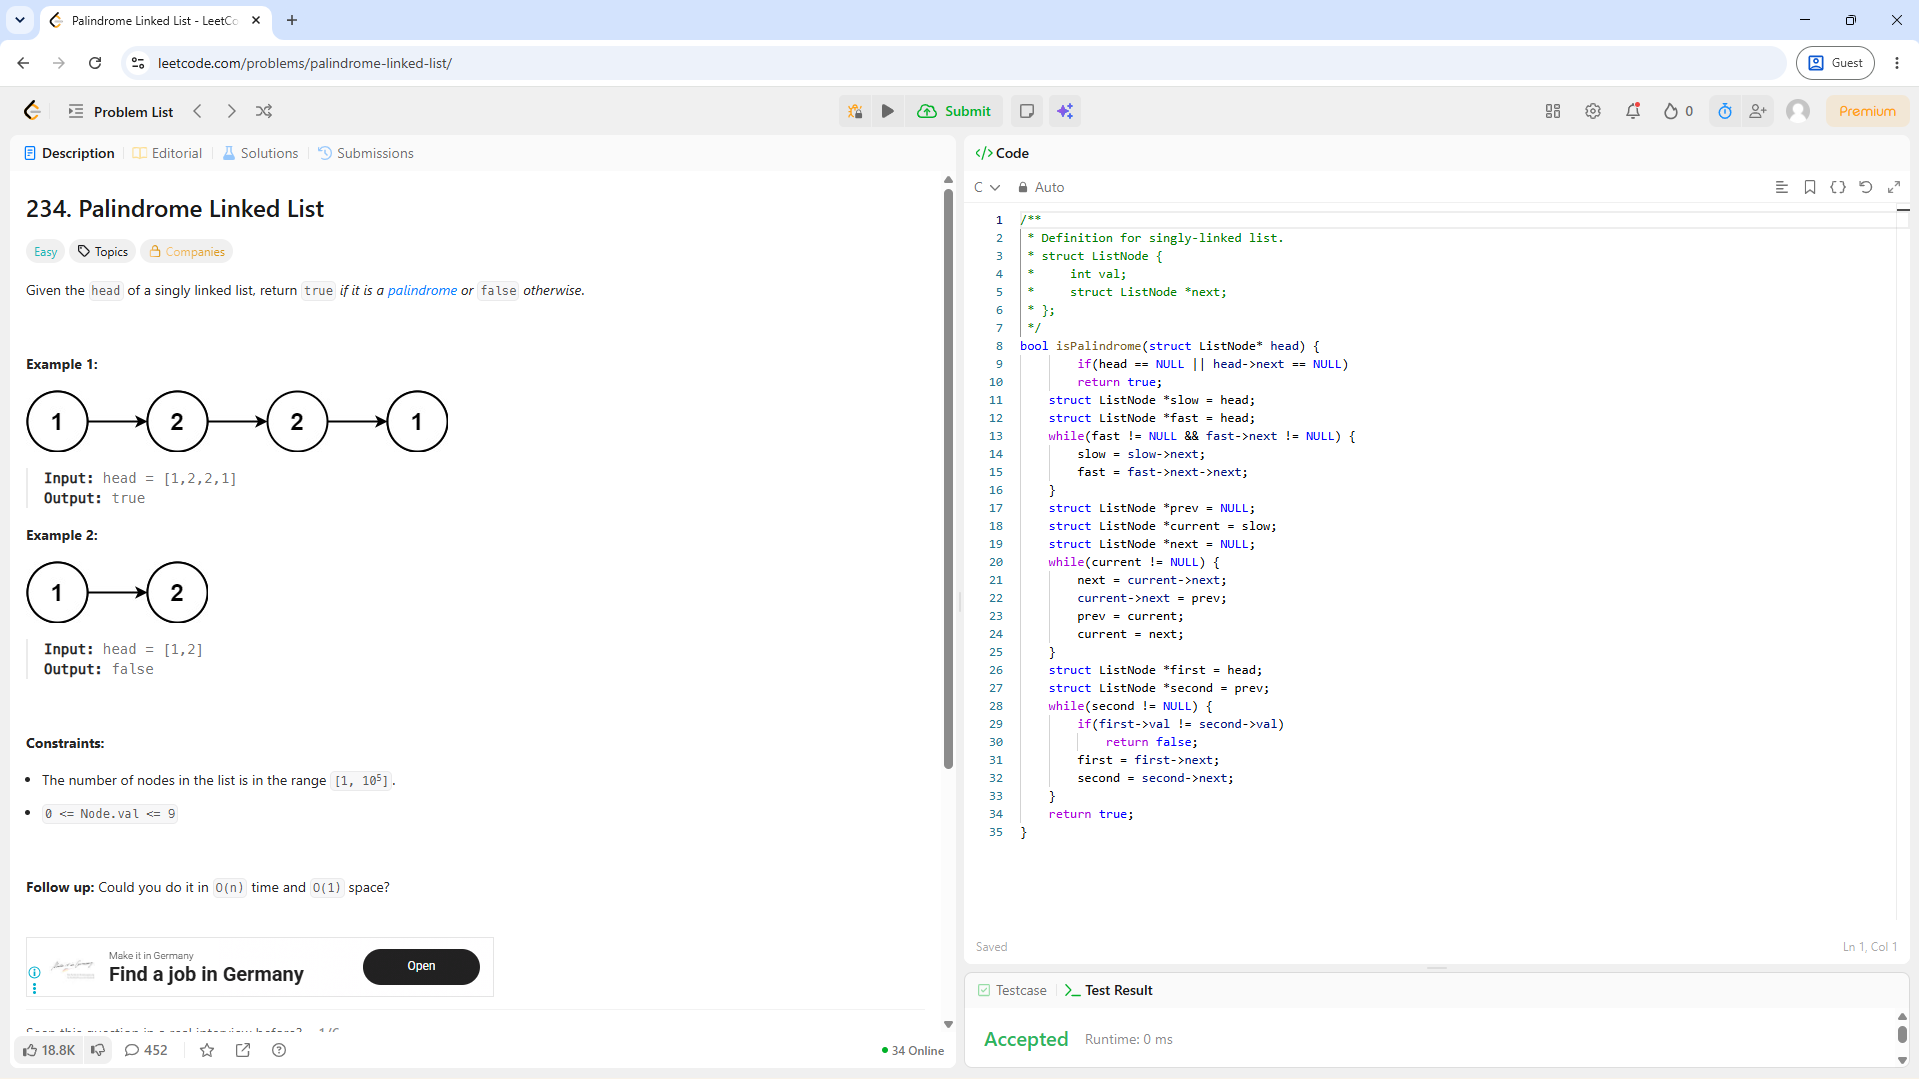 Palindrome Linked List - LeetCo
leetcode.com/problems/palindrome-linked-list/
Guest
Problem List
Submit
0
Premium
Description
Editorial
Solutions
Submissions
234. Palindrome Linked List
Easy
Topics
Companies
Given the head of a singly linked list, return true if it is a palindrome or false otherwise.
Example 1:
1 2 2 1
Input: head = [1,2,2,1]
Output: true
Example 2:
1 2
Input: head = [1,2]
Output: false
Constraints:
• The number of nodes in the list is in the range [1, 10⁵].
• 0 <= Node.val <= 9
Follow up: Could you do it in O(n) time and O(1) space?
Make it in Germany
Find a job in Germany
Open
18.8K
452
34 Online
</> Code
C
Auto
1 /**
2  * Definition for singly-linked list.
3  * struct ListNode {
4  *     int val;
5  *     struct ListNode *next;
6  * };
7  */
8 bool isPalindrome(struct ListNode* head) {
9         if(head == NULL || head->next == NULL)
10         return true;
11     struct ListNode *slow = head;
12     struct ListNode *fast = head;
13     while(fast != NULL && fast->next != NULL) {
14         slow = slow->next;
15         fast = fast->next->next;
16     }
17     struct ListNode *prev = NULL;
18     struct ListNode *current = slow;
19     struct ListNode *next = NULL;
20     while(current != NULL) {
21         next = current->next;
22         current->next = prev;
23         prev = current;
24         current = next;
25     }
26     struct ListNode *first = head;
27     struct ListNode *second = prev;
28     while(second != NULL) {
29         if(first->val != second->val)
30             return false;
31         first = first->next;
32         second = second->next;
33     }
34     return true;
35 }
Saved
Ln 1, Col 1
Testcase
Test Result
Accepted
Runtime: 0 ms